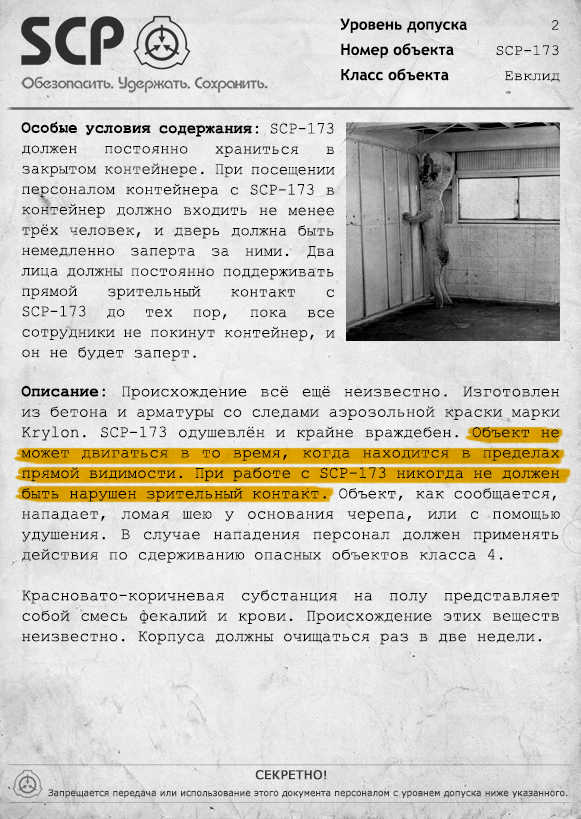 SCP
Обезопасить. Удержать. Сохранить.
Уровень допуска 2
Номер объекта SCP-173
Класс объекта Евклид
Особые условия содержания: SCP-173
должен постоянно храниться в
закрытом контейнере. При посещении
персоналом контейнера с SCP-173 в
контейнер должно входить не менее
трёх человек, и дверь должна быть
немедленно заперта за ними. Два
лица должны постоянно поддерживать
прямой зрительный контакт с
SCP-173 до тех пор, пока все
сотрудники не покинут контейнер, и
он не будет заперт.
Описание: Происхождение всё ещё неизвестно. Изготовлен
из бетона и арматуры со следами аэрозольной краски марки
Krylon. SCP-173 одушевлён и крайне враждебен. Объект не
может двигаться в то время, когда находится в пределах
прямой видимости. При работе с SCP-173 никогда не должен
быть нарушен зрительный контакт. Объект, как сообщается,
нападает, ломая шею у основания черепа, или с помощью
удушения. В случае нападения персонал должен применять
действия по сдерживанию опасных объектов класса 4.
Красновато-коричневая субстанция на полу представляет
собой смесь фекалий и крови. Происхождение этих веществ
неизвестно. Корпуса должны очищаться раз в две недели.
СЕКРЕТНО!
Запрещается передача или использование этого документа персоналом с уровнем допуска ниже указанного.